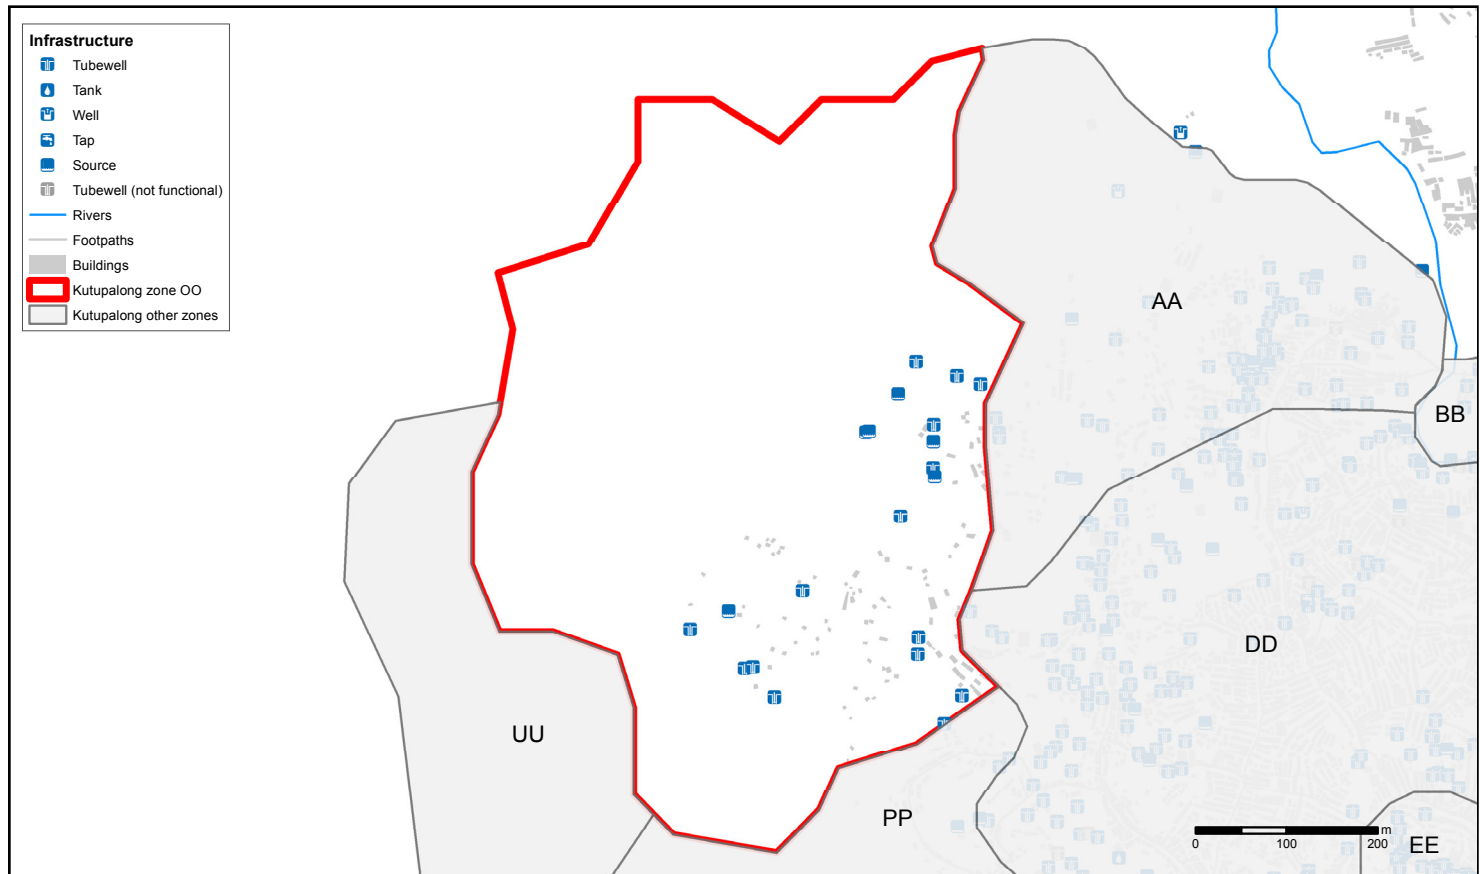 Infrastructure
Tubewell
Tank
Well
Tap
Source
Tubewell (not functional)
Rivers
Footpaths
Buildings
Kutupalong zone OO
Kutupalong other zones
AA
BB
DD
UU
PP
EE
m
0 100 200